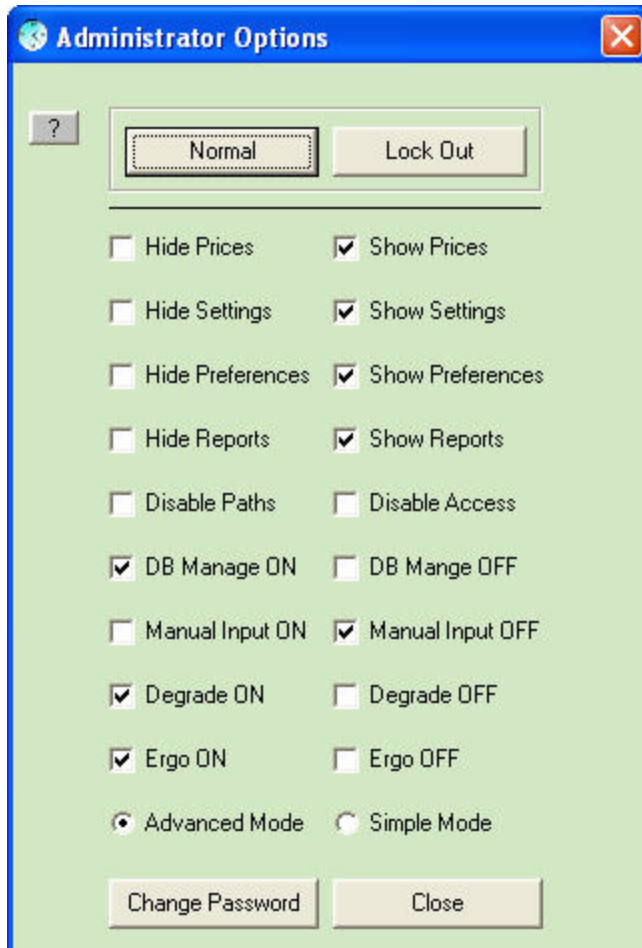 Administrator Options
?
Normal Lock Out
Hide Prices Show Prices
Hide Settings Show Settings
Hide Preferences Show Preferences
Hide Reports Show Reports
Disable Paths Disable Access
DB Manage ON DB Mange OFF
Manual Input ON Manual Input OFF
Degrade ON Degrade OFF
Ergo ON Ergo OFF
Advanced Mode Simple Mode
Change Password Close